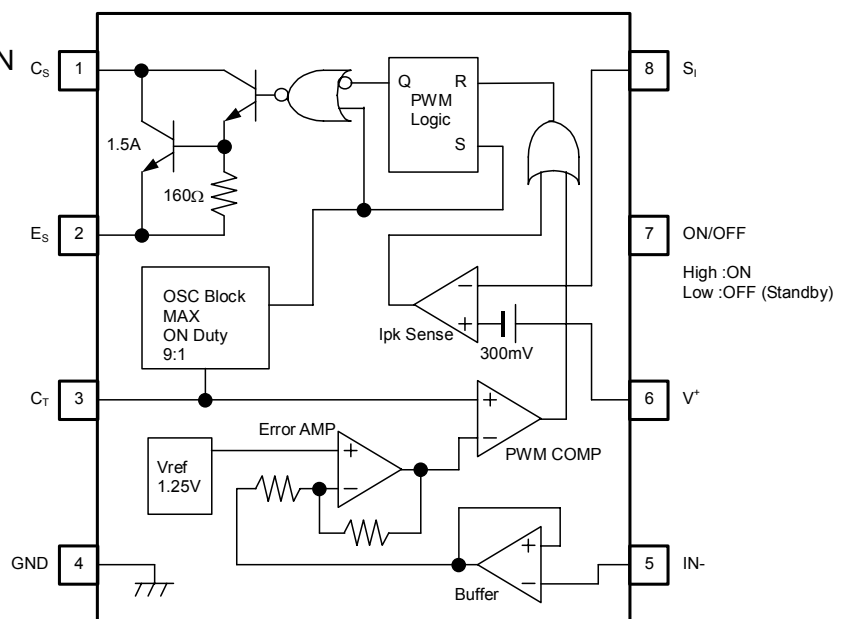 N
CS
1
1.5A
160Ω
ES
2
Q
R
PWM
Logic
S
8
SI
7
ON/OFF
High :ON
Low :OFF (Standby)
OSC Block
MAX
ON Duty
9:1
−
+
Ipk Sense
300mV
CT
3
6
V+
Error AMP
+
−
+
−
PWM COMP
Vref
1.25V
GND
4
+
−
Buffer
5
IN-